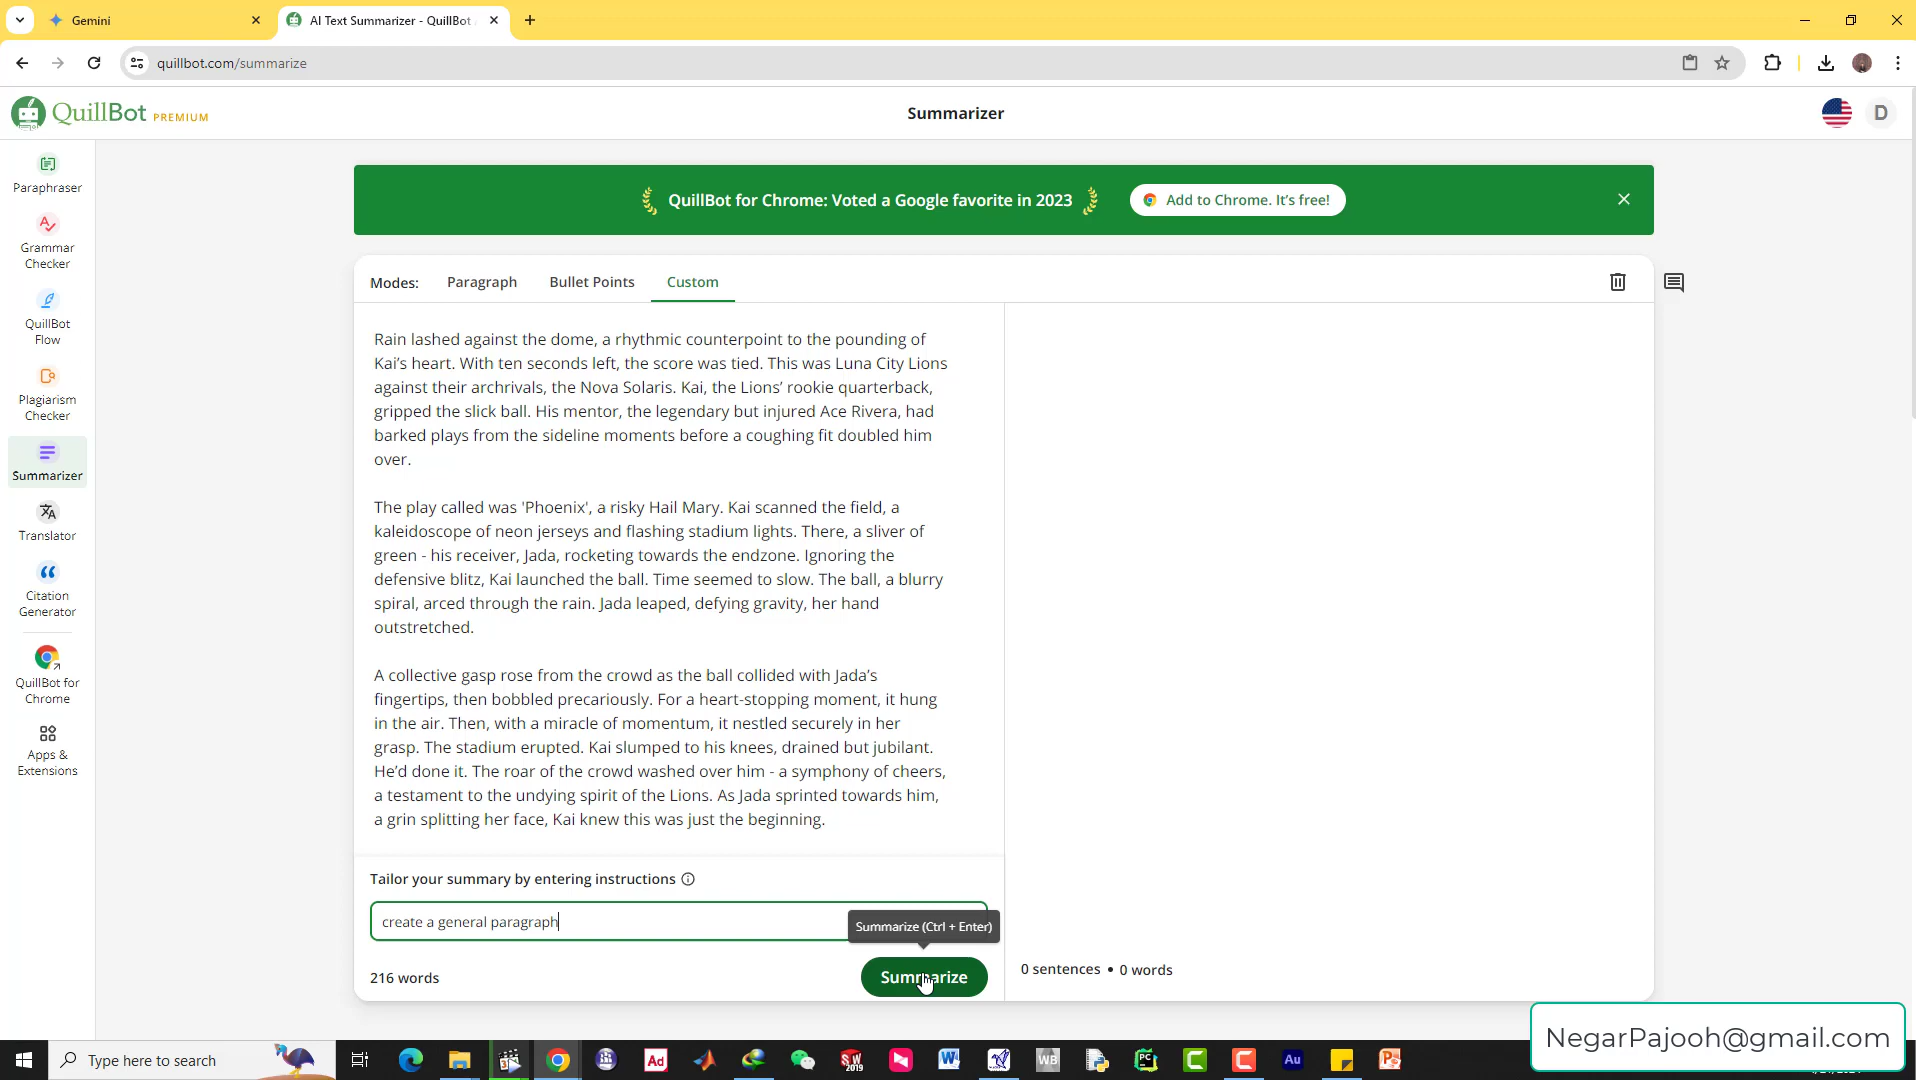 Gemini
AI Text Summarizer - QuillBot
quillbot.com/summarize
QuillBot PREMIUM
Summarizer
D
Paraphraser
Grammar
Checker
QuillBot
Flow
Plagiarism
Checker
Summarizer
Translator
Citation
Generator
QuillBot for
Chrome
Apps &
Extensions
QuillBot for Chrome: Voted a Google favorite in 2023
Add to Chrome. It's free!
Modes:
Paragraph
Bullet Points
Custom
Rain lashed against the dome, a rhythmic counterpoint to the pounding of
Kai's heart. With ten seconds left, the score was tied. This was Luna City Lions
against their archrivals, the Nova Solaris. Kai, the Lions' rookie quarterback,
gripped the slick ball. His mentor, the legendary but injured Ace Rivera, had
barked plays from the sideline moments before a coughing fit doubled him
over.
The play called was 'Phoenix', a risky Hail Mary. Kai scanned the field, a
kaleidoscope of neon jerseys and flashing stadium lights. There, a sliver of
green - his receiver, Jada, rocketing towards the endzone. Ignoring the
defensive blitz, Kai launched the ball. Time seemed to slow. The ball, a blurry
spiral, arced through the rain. Jada leaped, defying gravity, her hand
outstretched.
A collective gasp rose from the crowd as the ball collided with Jada's
fingertips, then bobbled precariously. For a heart-stopping moment, it hung
in the air. Then, with a miracle of momentum, it nestled securely in her
grasp. The stadium erupted. Kai slumped to his knees, drained but jubilant.
He'd done it. The roar of the crowd washed over him - a symphony of cheers,
a testament to the undying spirit of the Lions. As Jada sprinted towards him,
a grin splitting her face, Kai knew this was just the beginning.
Tailor your summary by entering instructions
create a general paragraph
Summarize (Ctrl + Enter)
216 words
Summarize
0 sentences • 0 words
NegarPajooh@gmail.com
Type here to search
Ad
SW
2019
W
WB
PC
C
C
Au
P